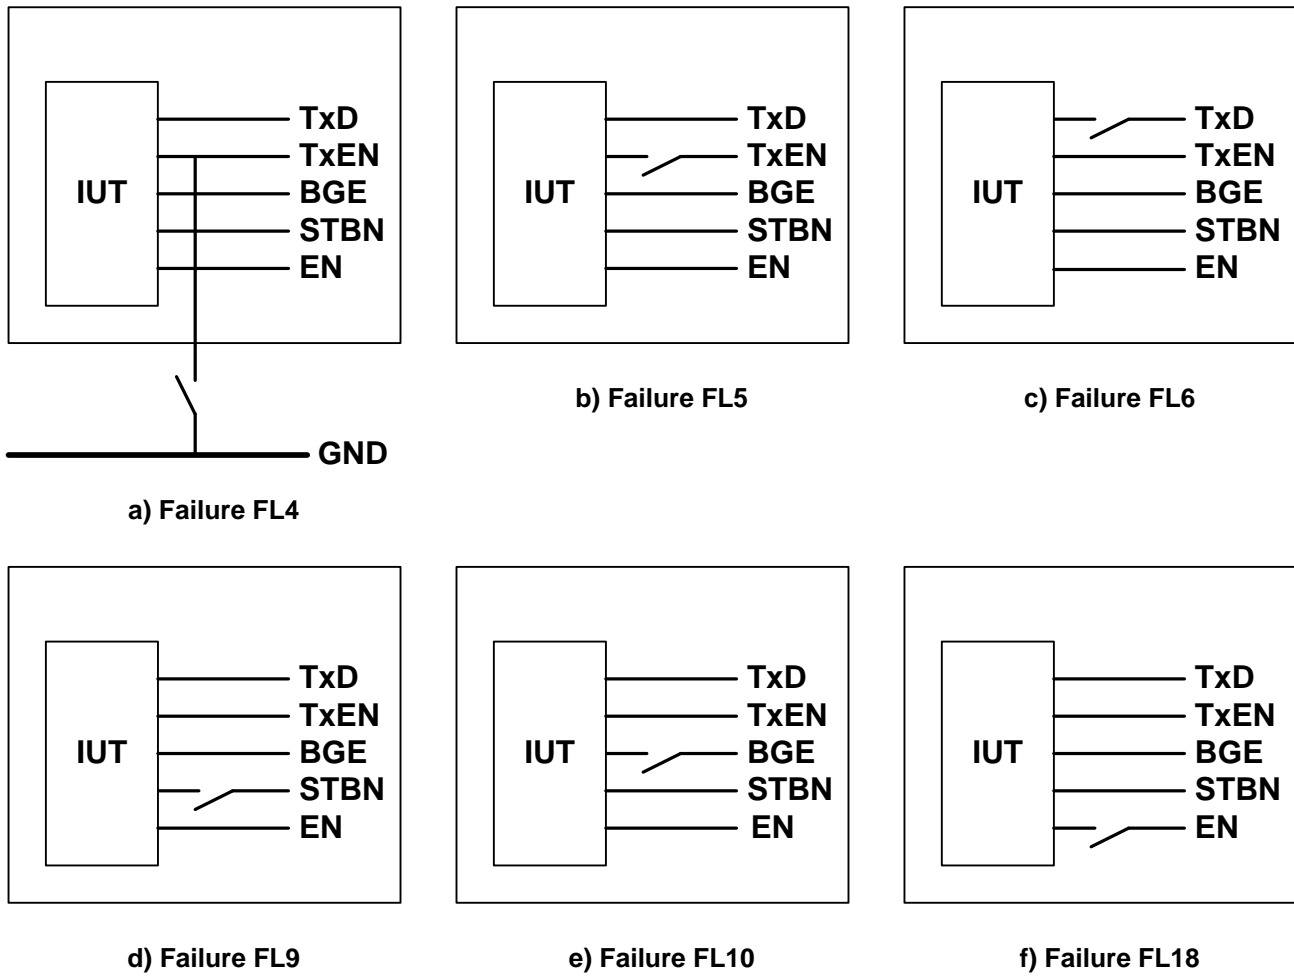 IUT
TxD
TxEN
BGE
STBN
EN
GND
a) Failure FL4
IUT
TxD
TxEN
BGE
STBN
EN
b) Failure FL5
IUT
TxD
TxEN
BGE
STBN
EN
c) Failure FL6
IUT
TxD
TxEN
BGE
STBN
EN
d) Failure FL9
IUT
TxD
TxEN
BGE
STBN
EN
e) Failure FL10
IUT
TxD
TxEN
BGE
STBN
EN
f) Failure FL18